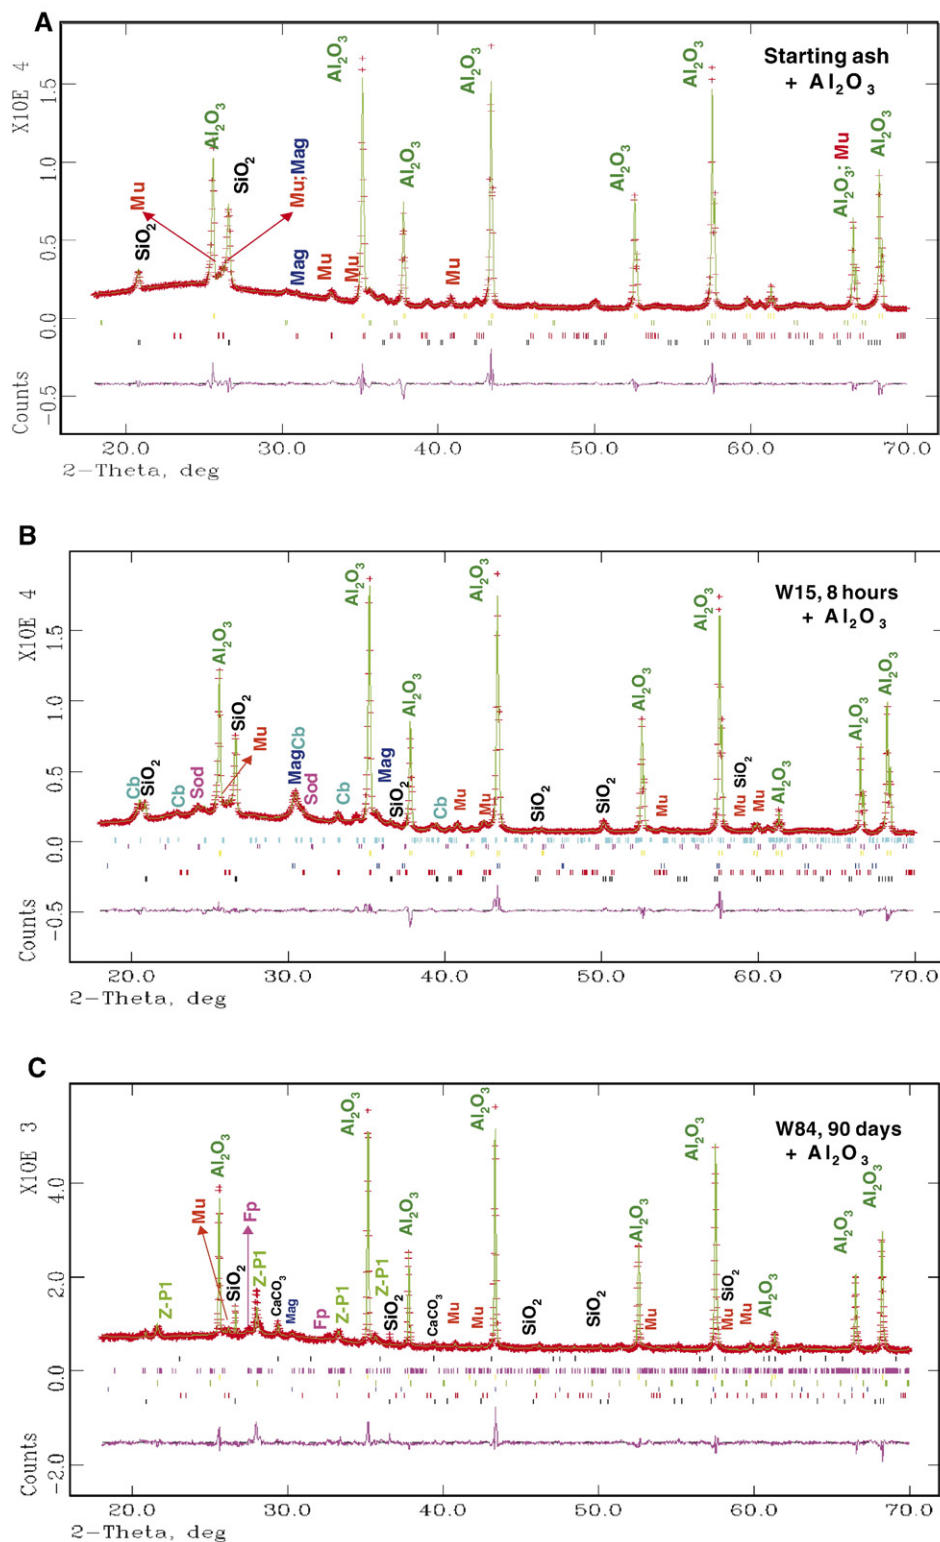 A
Starting ash
+ Al2O3
X10E 4
Counts
1.5
1.0
0.5
0.0
−0.5
Mu
SiO2
Al2O3
SiO2
Mu;Mag
Mag
Mu
Mu
Al2O3
Al2O3
Mu
Al2O3
Al2O3
Al2O3
Al2O3; Mu
Al2O3
20.0 30.0 40.0 50.0 60.0 70.0
2−Theta, deg
B
W15, 8 hours
+ Al2O3
X10E 4
Counts
1.5
1.0
0.5
0.0
−0.5
Cb
SiO2
Cb
Sod
Al2O3
SiO2
Mu
MagCb
Sod
Cb
Al2O3
Mag
SiO2
Al2O3
Cb
Mu
Mu
Al2O3
SiO2
SiO2
Al2O3
Mu
Al2O3
Mu
SiO2
Mu
Al2O3
Al2O3
Al2O3
20.0 30.0 40.0 50.0 60.0 70.0
2−Theta, deg
C
W84, 90 days
+ Al2O3
X10E 3
Counts
4.0
2.0
0.0
−2.0
Z-P1
Mu
Al2O3
SiO2
Fp
Z-P1
CaCO3
Mag
Fp
Z-P1
Al2O3
Z-P1
SiO2
Al2O3
CaCO3
Mu
Mu
Al2O3
SiO2
SiO2
Al2O3
Mu
Al2O3
Mu
SiO2
Mu
Al2O3
Al2O3
Al2O3
20.0 30.0 40.0 50.0 60.0 70.0
2−Theta, deg